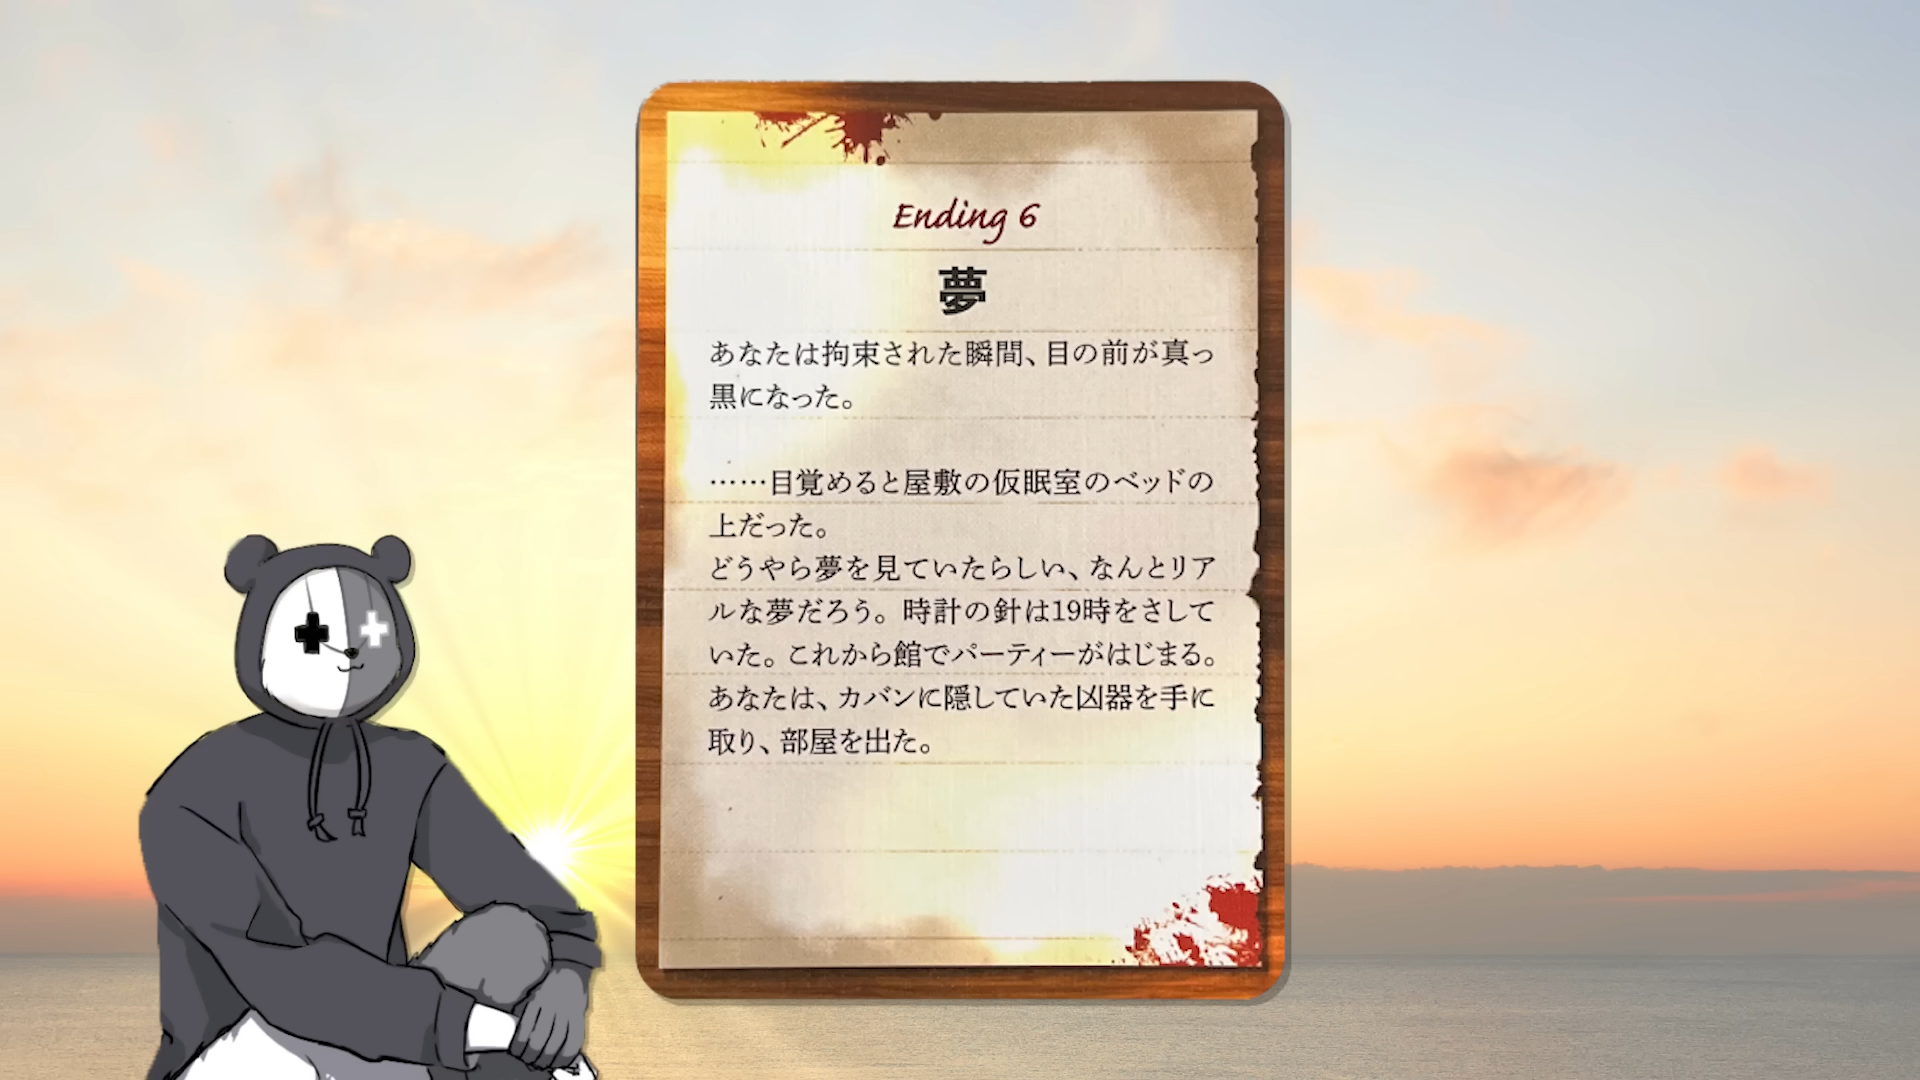 Ending 6
夢
あなたは拘束された瞬間、目の前が真っ
黒になった。
……目覚めると屋敷の仮眠室のベッドの
上だった。
どうやら夢を見ていたらしい、なんとリア
ルな夢だろう。時計の針は19時をさして
いた。これから館でパーティーがはじまる。
あなたは、カバンに隠していた凶器を手に
取り、部屋を出た。